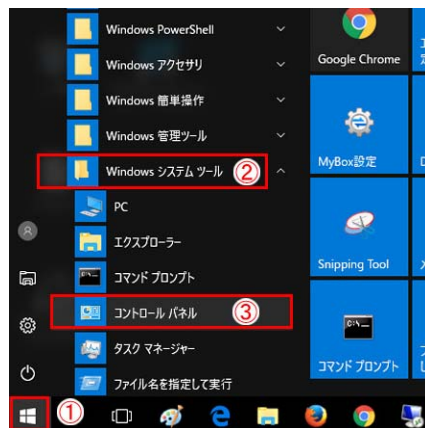 Windows PowerShell
Windows アクセサリ
Windows 簡単操作
Windows 管理ツール
Windows システム ツール ②
PC
エクスプローラー
コマンド プロンプト
コントロール パネル ③
タスク マネージャー
ファイル名を指定して実行
①
Google Chrome
MyBox設定
Snipping Tool
コマンド プロンプト